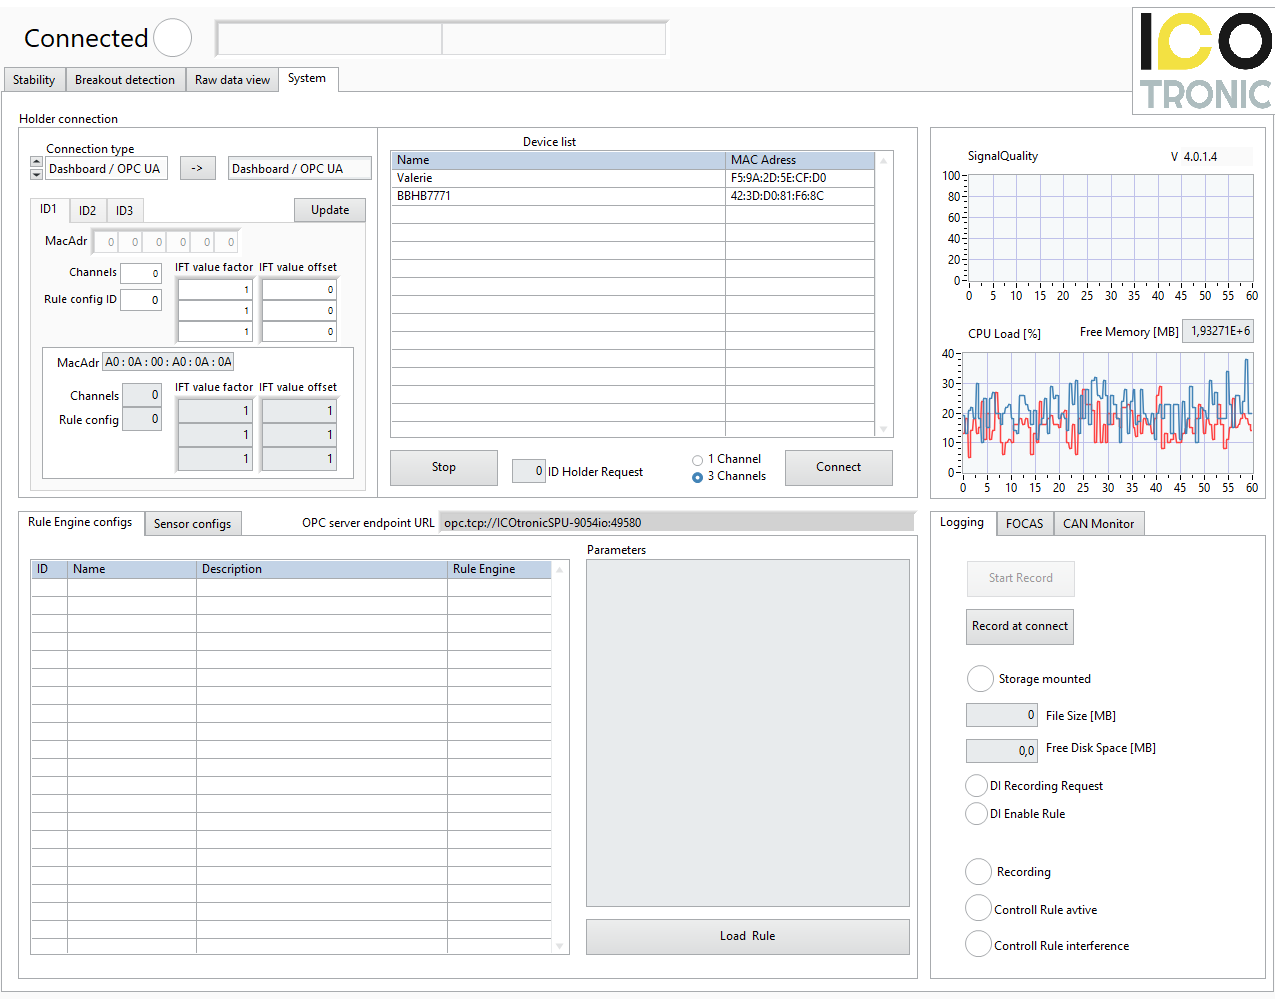 Connected
ICO
TRONIC
Stability Breakout detection Raw data view System
Holder connection
Connection type
Dashboard / OPC UA -> Dashboard / OPC UA
ID1 ID2 ID3 Update
MacAdr 0 0 0 0 0 0
Channels 0
Rule config ID 0
IFT value factor IFT value offset
1 0
1 0
1 0
MacAdr A0 : 0A : 00 : A0 : 0A : 0A
Channels 0
Rule config 0
IFT value factor IFT value offset
1 1
1 1
1 1
Device list
Name MAC Adress
Valerie F5:9A:2D:5E:CF:D0
BBHB7771 42:3D:D0:81:F6:8C
Stop 0 ID Holder Request
1 Channel
3 Channels
Connect
SignalQuality V 4.0.1.4
100
80
60
40
20
0
0 5 10 15 20 25 30 35 40 45 50 55 60
CPU Load [%] Free Memory [MB] 1,93271E+6
40
30
20
10
0
0 5 10 15 20 25 30 35 40 45 50 55 60
Rule Engine configs Sensor configs OPC server endpoint URL opc.tcp://ICOtronicSPU-9054io:49580
ID Name Description Rule Engine
Parameters
Load Rule
Logging FOCAS CAN Monitor
Start Record
Record at connect
Storage mounted
0 File Size [MB]
0,0 Free Disk Space [MB]
DI Recording Request
DI Enable Rule
Recording
Controll Rule avtive
Controll Rule interference